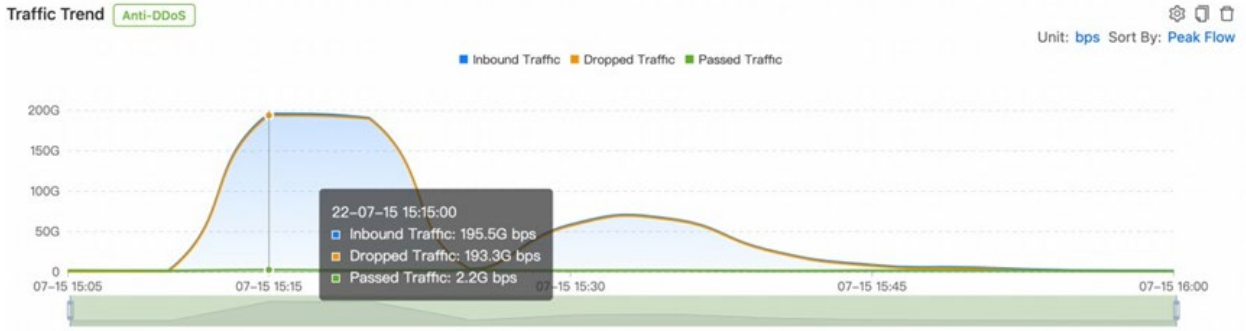 Traffic Trend Anti-DDoS
Unit: bps Sort By: Peak Flow
Inbound Traffic Dropped Traffic Passed Traffic
200G
150G
100G
50G
0
22-07-15 15:15:00
Inbound Traffic: 195.5G bps
Dropped Traffic: 193.3G bps
Passed Traffic: 2.2G bps
07-15 15:05 07-15 15:15 07-15 15:30 07-15 15:45 07-15 16:00